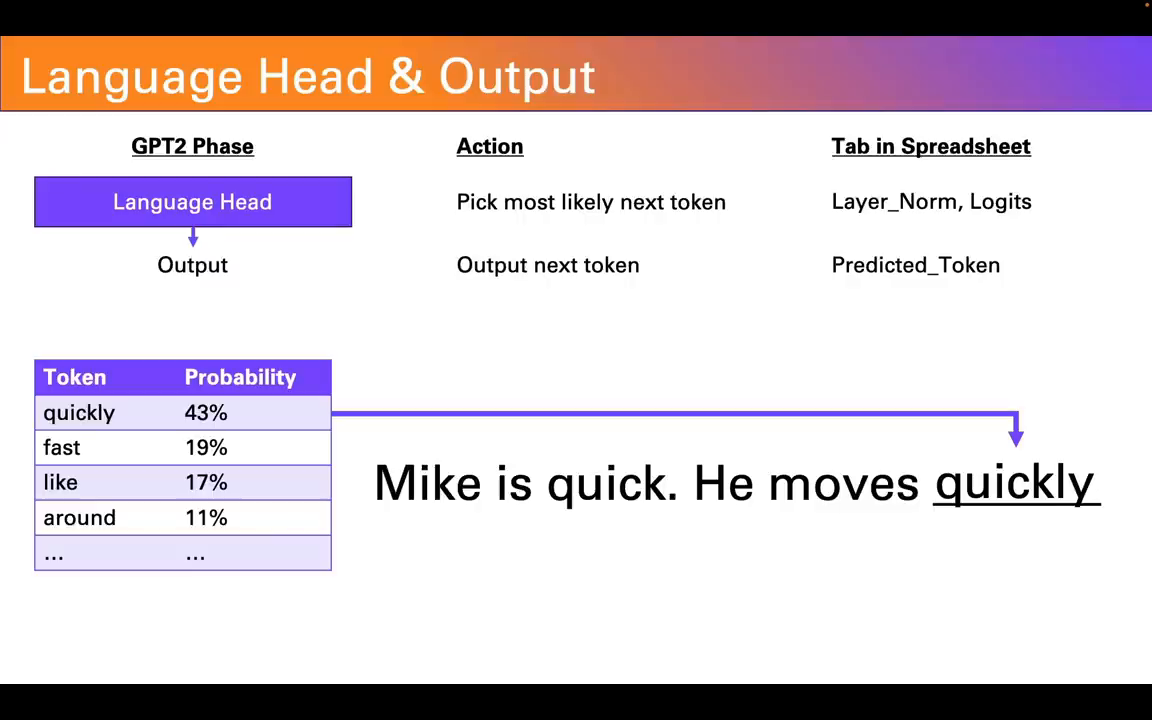 Language Head & Output
GPT2 Phase Action Tab in Spreadsheet
Language Head Pick most likely next token Layer_Norm, Logits
Output Output next token Predicted_Token
Token Probability
quickly 43%
fast 19%
like 17%
around 11%
... ...
Mike is quick. He moves quickly